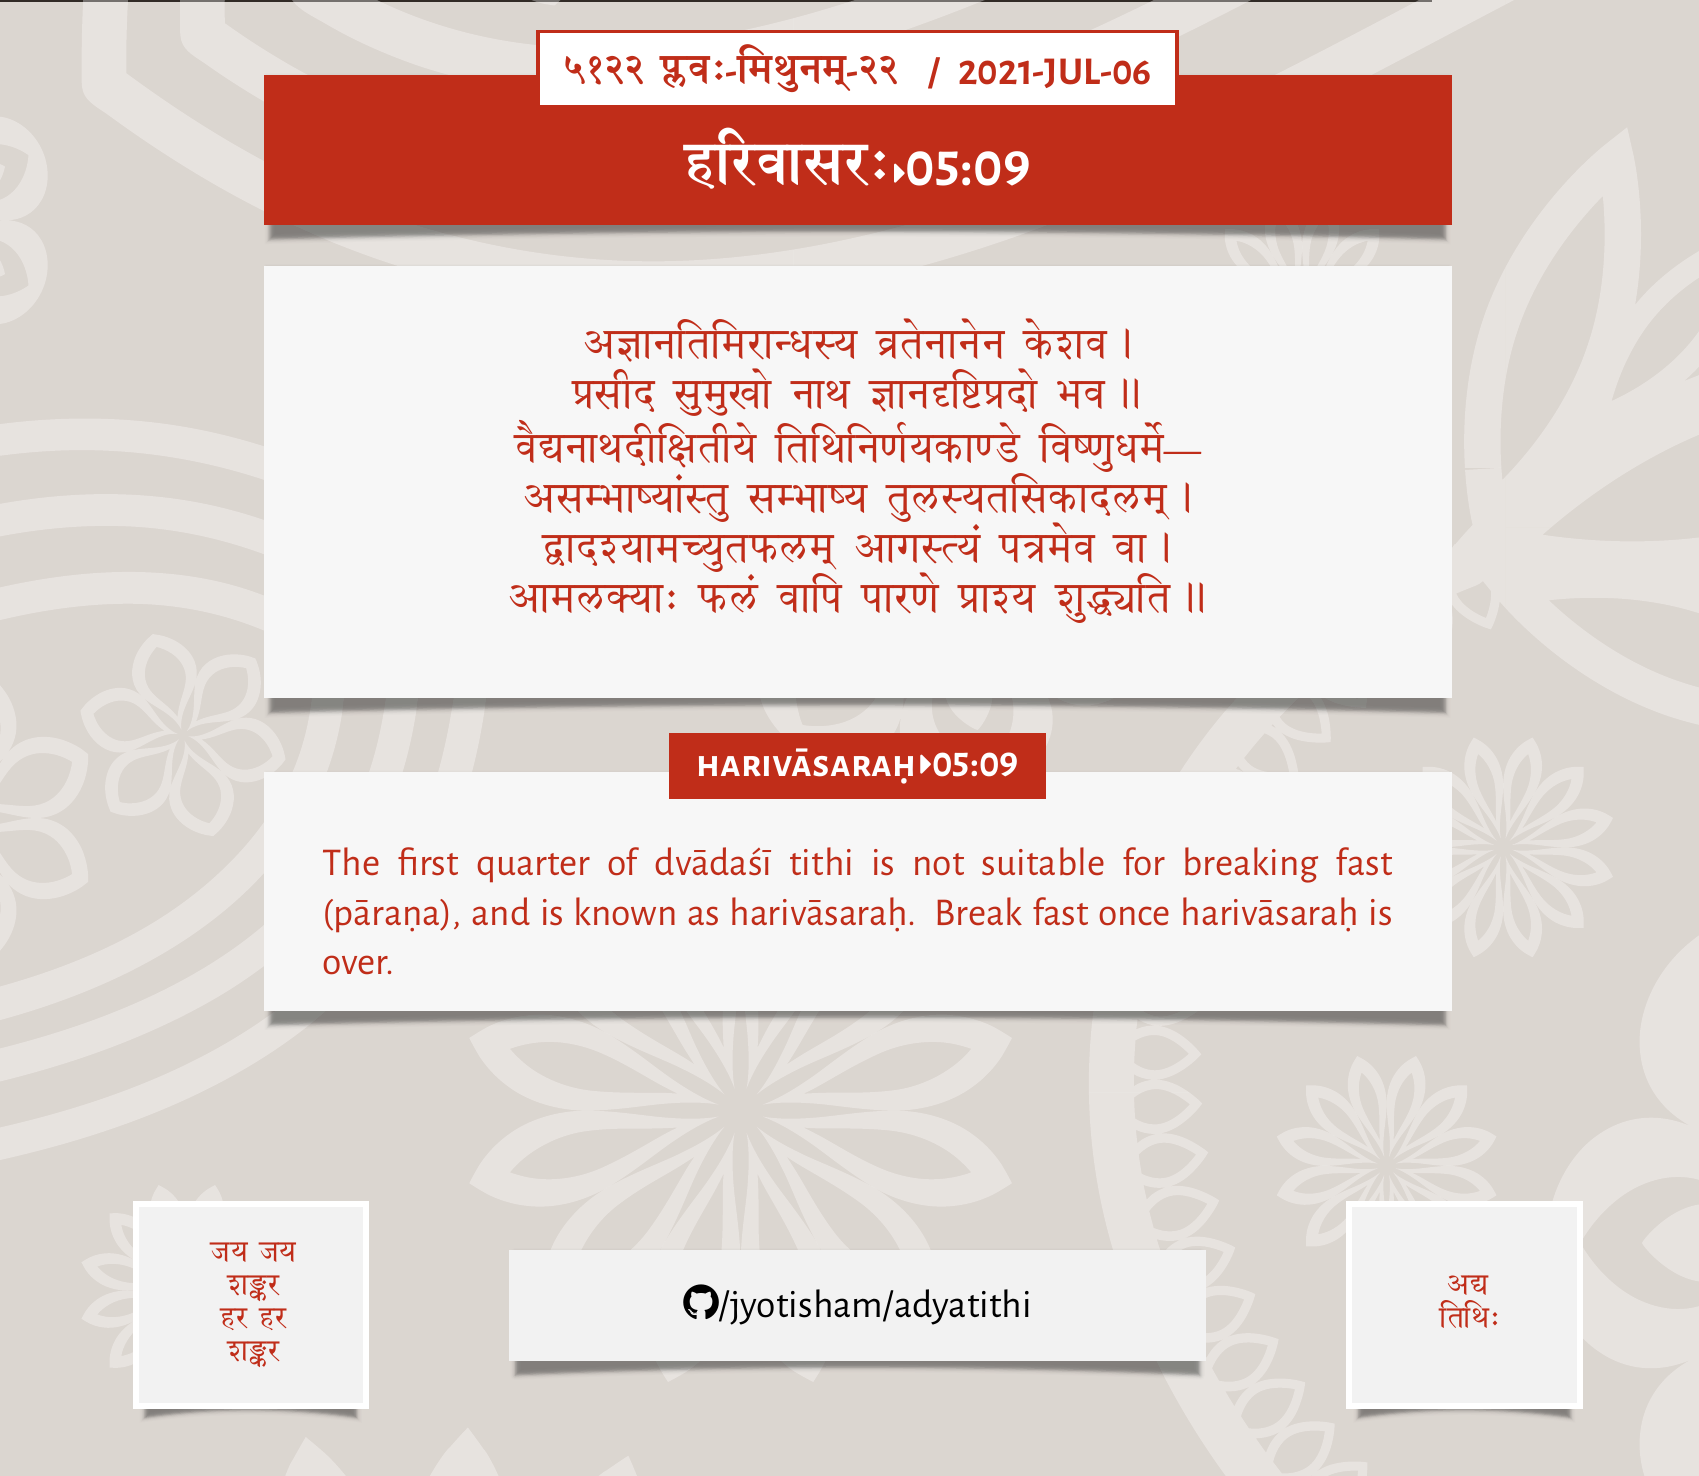 ५१२२ प्लवः-मिथुनम्-२२ / 2021-JUL-06
हरिवासरः▸05:09
अज्ञानतिमिरान्धस्य व्रतेनानेन केशव।
प्रसीद सुमुखो नाथ ज्ञानदृष्टिप्रदो भव॥
वैद्यनाथदीक्षितीये तिथिनिर्णयकाण्डे विष्णुधर्मे—
असम्भाष्यांस्तु सम्भाष्य तुलस्यतसिकादलम्।
द्वादश्यामच्युतफलम् आगस्त्यं पत्रमेव वा।
आमलक्याः फलं वापि पारणे प्राश्य शुद्ध्यति॥
HARIVĀSARAḤ▸05:09
The first quarter of dvādaśī tithi is not suitable for breaking fast
(pāraṇa), and is known as harivāsaraḥ. Break fast once harivāsaraḥ is
over.
जय जय
शङ्कर
हर हर
शङ्कर
/jyotisham/adyatithi
अद्य
तिथिः